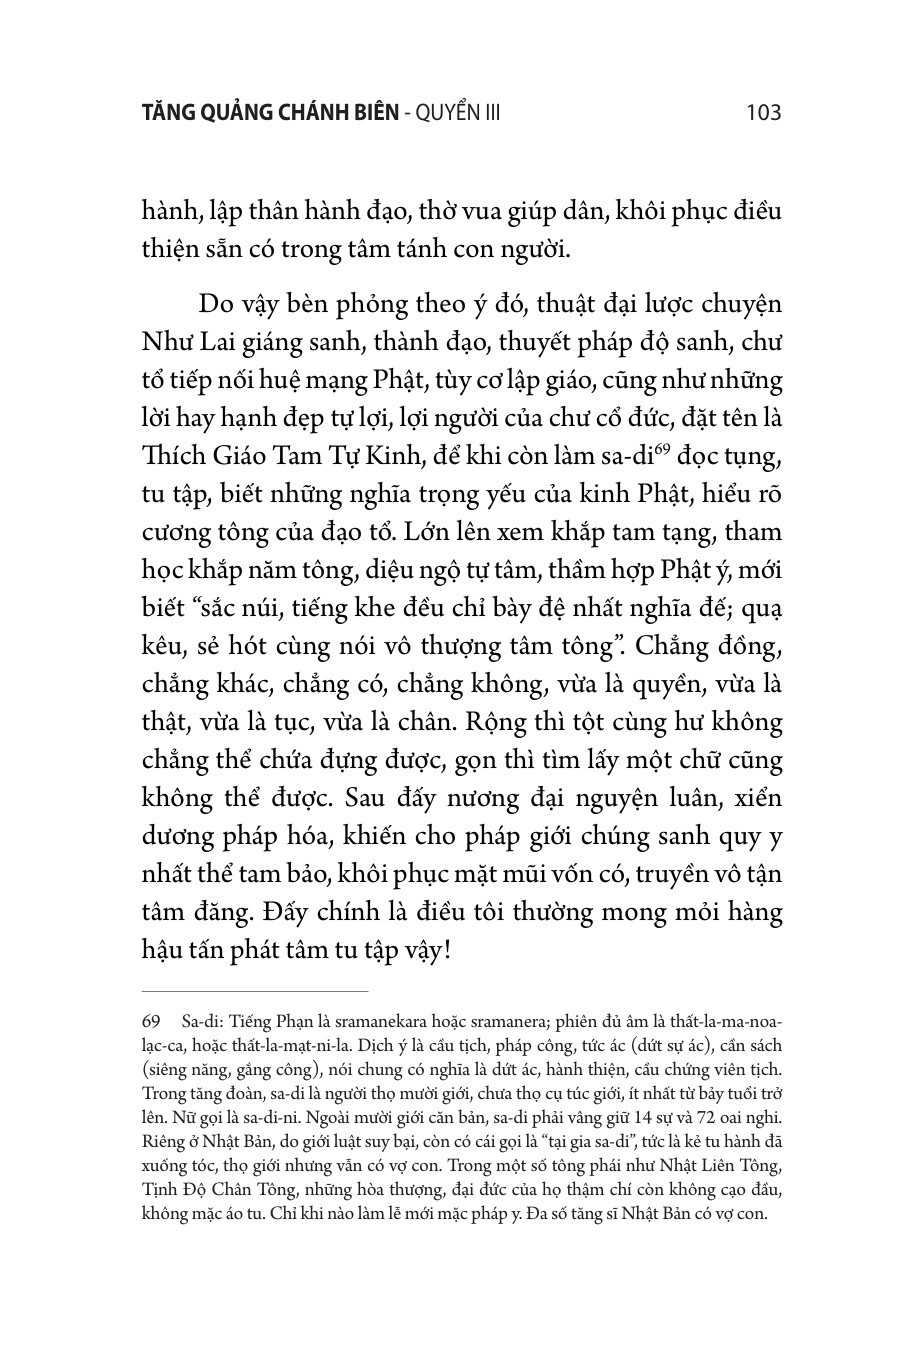 TĂNG QUẢNG CHÁNH BIÊN - QUYỂN III 103
hành, lập thân hành đạo, thờ vua giúp dân, khôi phục điều
thiện sẵn có trong tâm tánh con người.
Do vậy bèn phỏng theo ý đó, thuật đại lược chuyện
Như Lai giáng sanh, thành đạo, thuyết pháp độ sanh, chư
tổ tiếp nối huệ mạng Phật, tùy cơ lập giáo, cũng như những
lời hay hạnh đẹp tự lợi, lợi người của chư cổ đức, đặt tên là
Thích Giáo Tam Tự Kinh, để khi còn làm sa-di69 đọc tụng,
tu tập, biết những nghĩa trọng yếu của kinh Phật, hiểu rõ
cương tông của đạo tổ. Lớn lên xem khắp tam tạng, tham
học khắp năm tông, diệu ngộ tự tâm, thầm hợp Phật ý, mới
biết “sắc núi, tiếng khe đều chỉ bày đệ nhất nghĩa đế; quạ
kêu, sẻ hót cùng nói vô thượng tâm tông”. Chẳng đồng,
chẳng khác, chẳng có, chẳng không, vừa là quyền, vừa là
thật, vừa là tục, vừa là chân. Rộng thì tột cùng hư không
chẳng thể chứa đựng được, gọn thì tìm lấy một chữ cũng
không thể được. Sau đấy nương đại nguyện luân, xiển
dương pháp hóa, khiến cho pháp giới chúng sanh quy y
nhất thể tam bảo, khôi phục mặt mũi vốn có, truyền vô tận
tâm đăng. Đấy chính là điều tôi thường mong mỏi hàng
hậu tấn phát tâm tu tập vậy!
69 Sa-di: Tiếng Phạn là sramanekara hoặc sramanera; phiên đủ âm là thất-la-ma-noa-
lạc-ca, hoặc thất-la-mạt-ni-la. Dịch ý là cầu tịch, pháp công, tức ác (dứt sự ác), cần sách
(siêng năng, gắng công), nói chung có nghĩa là dứt ác, hành thiện, cầu chứng viên tịch.
Trong tăng đoàn, sa-di là người thọ mười giới, chưa thọ cụ túc giới, ít nhất từ bảy tuổi trở
lên. Nữ gọi là sa-di-ni. Ngoài mười giới căn bản, sa-di phải vâng giữ 14 sự và 72 oai nghi.
Riêng ở Nhật Bản, do giới luật suy bại, còn có cái gọi là “tại gia sa-di”, tức là kẻ tu hành đã
xuống tóc, thọ giới nhưng vẫn có vợ con. Trong một số tông phái như Nhật Liên Tông,
Tịnh Độ Chân Tông, những hòa thượng, đại đức của họ thậm chí còn không cạo đầu,
không mặc áo tu. Chỉ khi nào làm lễ mới mặc pháp y. Đa số tăng sĩ Nhật Bản có vợ con.